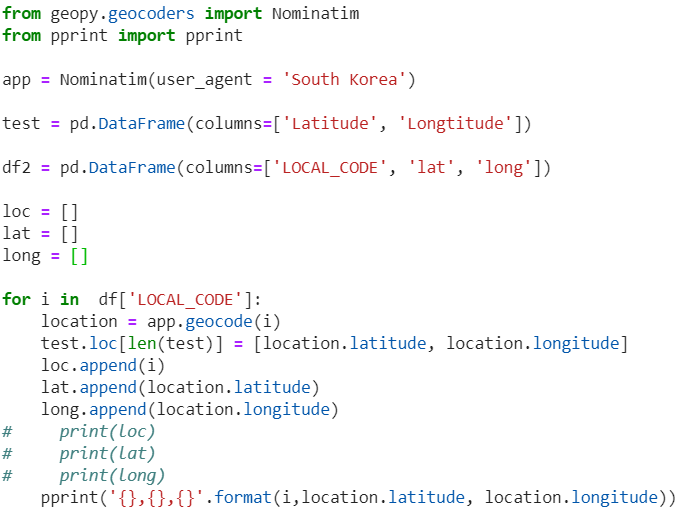 from geopy.geocoders import Nominatim
from pprint import pprint
app = Nominatim(user_agent = 'South Korea')
test = pd.DataFrame(columns=['Latitude', 'Longtitude'])
df2 = pd.DataFrame(columns=['LOCAL_CODE', 'lat', 'long'])
loc = []
lat = []
long = []
for i in  df['LOCAL_CODE']:
    location = app.geocode(i)
    test.loc[len(test)] = [location.latitude, location.longitude]
    loc.append(i)
    lat.append(location.latitude)
    long.append(location.longitude)
#     print(loc)
#     print(lat)
#     print(long)
    pprint('{},{},{}'.format(i,location.latitude, location.longitude))